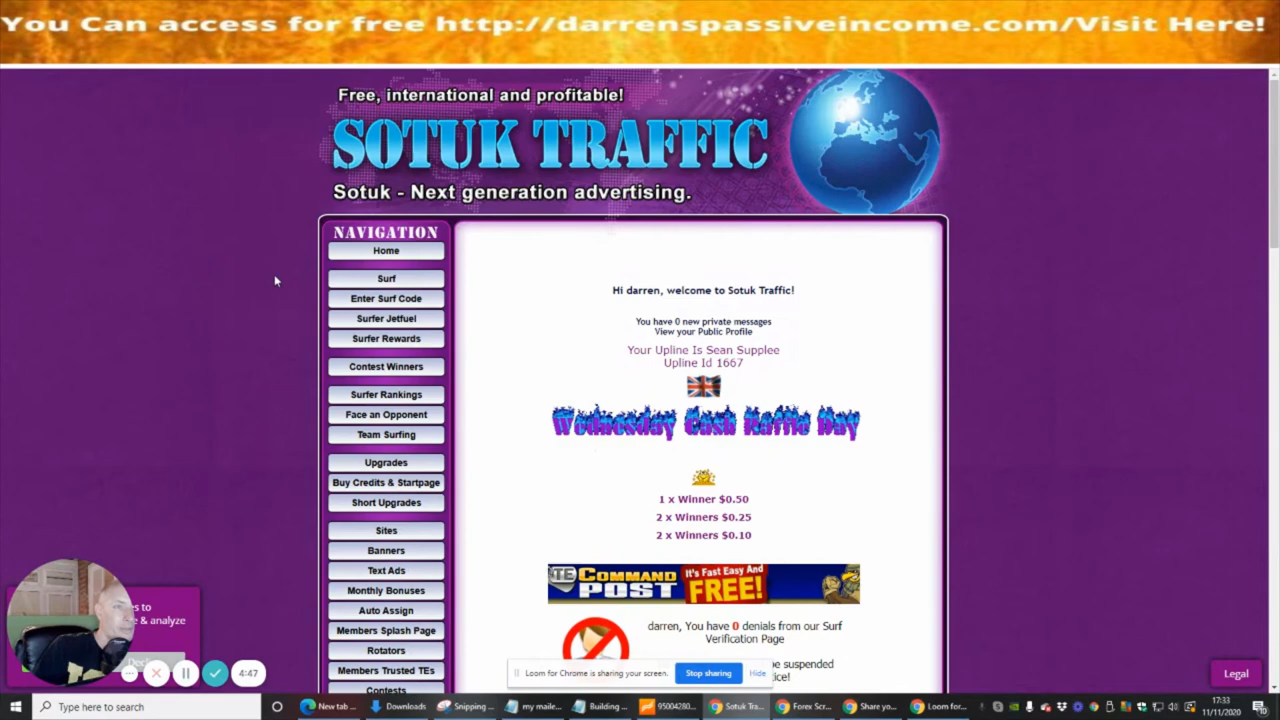 You Can access for free http://darrenspassiveincome.com/Visit Here!
Free, international and profitable!
SOTUK TRAFFIC
Sotuk - Next generation advertising.
NAVIGATION
Home
Surf
Enter Surf Code
Surfer Jetfuel
Surfer Rewards
Contest Winners
Surfer Rankings
Face an Opponent
Team Surfing
Upgrades
Buy Credits & Startpage
Short Upgrades
Sites
Banners
Text Ads
Monthly Bonuses
Auto Assign
Members Splash Page
Rotators
Members Trusted TEs
Contests
Hi darren, welcome to Sotuk Traffic!
You have 0 new private messages
View your Public Profile
Your Upline Is Sean Supplee
Upline Id 1667
Wednesday Cash Raffle Day
1 x Winner $0.50
2 x Winners $0.25
2 x Winners $0.10
TE COMMAND POST It's Fast Easy And FREE!
darren, You have 0 denials from our Surf
Verification Page
be suspended
Loom for Chrome is sharing your screen. Stop sharing Hide
es to
& analyze
4:47
Legal
Type here to search
New tab ...
Downloads
Snipping ...
my maile...
Building ...
95004280...
Sotuk Tra...
Forex Scr...
Share yo...
Loom for...
17:33
11/11/2020